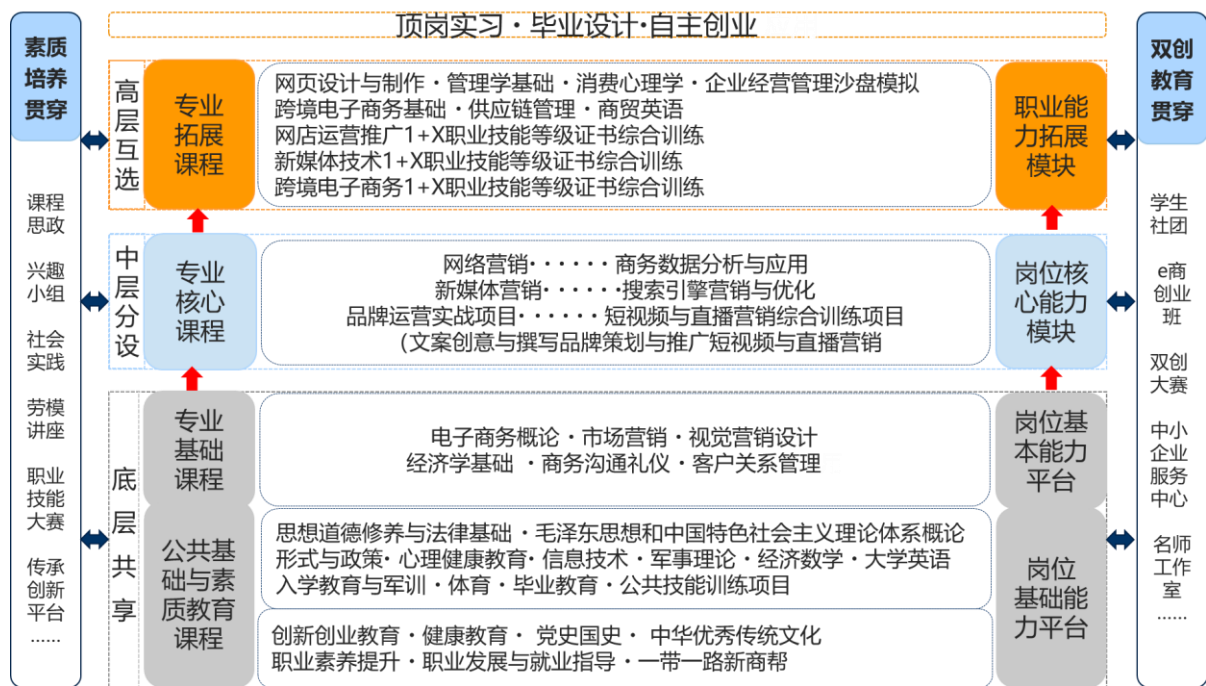 顶岗实习·毕业设计·自主创业
素质
培养
贯穿
课程
思政
兴趣
小组
社会
实践
劳模
讲座
职业
技能
大赛
传承
创新
平台
……
高层互选
专业
拓展
课程
网页设计与制作·管理学基础·消费心理学·企业经营管理沙盘模拟
跨境电子商务基础·供应链管理·商贸英语
网店运营推广1+X职业技能等级证书综合训练
新媒体技术1+X职业技能等级证书综合训练
跨境电子商务1+X职业技能等级证书综合训练
职业能
力拓展
模块
中层分设
专业
核心
课程
网络营销······商务数据分析与应用
新媒体营销······搜索引擎营销与优化
品牌运营实战项目······短视频与直播营销综合训练项目
(文案创意与撰写品牌策划与推广短视频与直播营销
岗位核
心能力
模块
底层共享
专业
基础
课程
电子商务概论·市场营销·视觉营销设计
经济学基础·商务沟通礼仪·客户关系管理
岗位基
本能力
平台
公共基
础与素
质教育
课程
思想道德修养与法律基础·毛泽东思想和中国特色社会主义理论体系概论
形式与政策·心理健康教育·信息技术·军事理论·经济数学·大学英语
入学教育与军训·体育·毕业教育·公共技能训练项目
创新创业教育·健康教育· 党史国史· 中华优秀传统文化
职业素养提升·职业发展与就业指导·一带一路新商帮
岗位
基础能
力平台
双创
教育
贯穿
学生
社团
e商
创业
班
双创
大赛
中小
企业
服务
中心
名师
工作
室
……